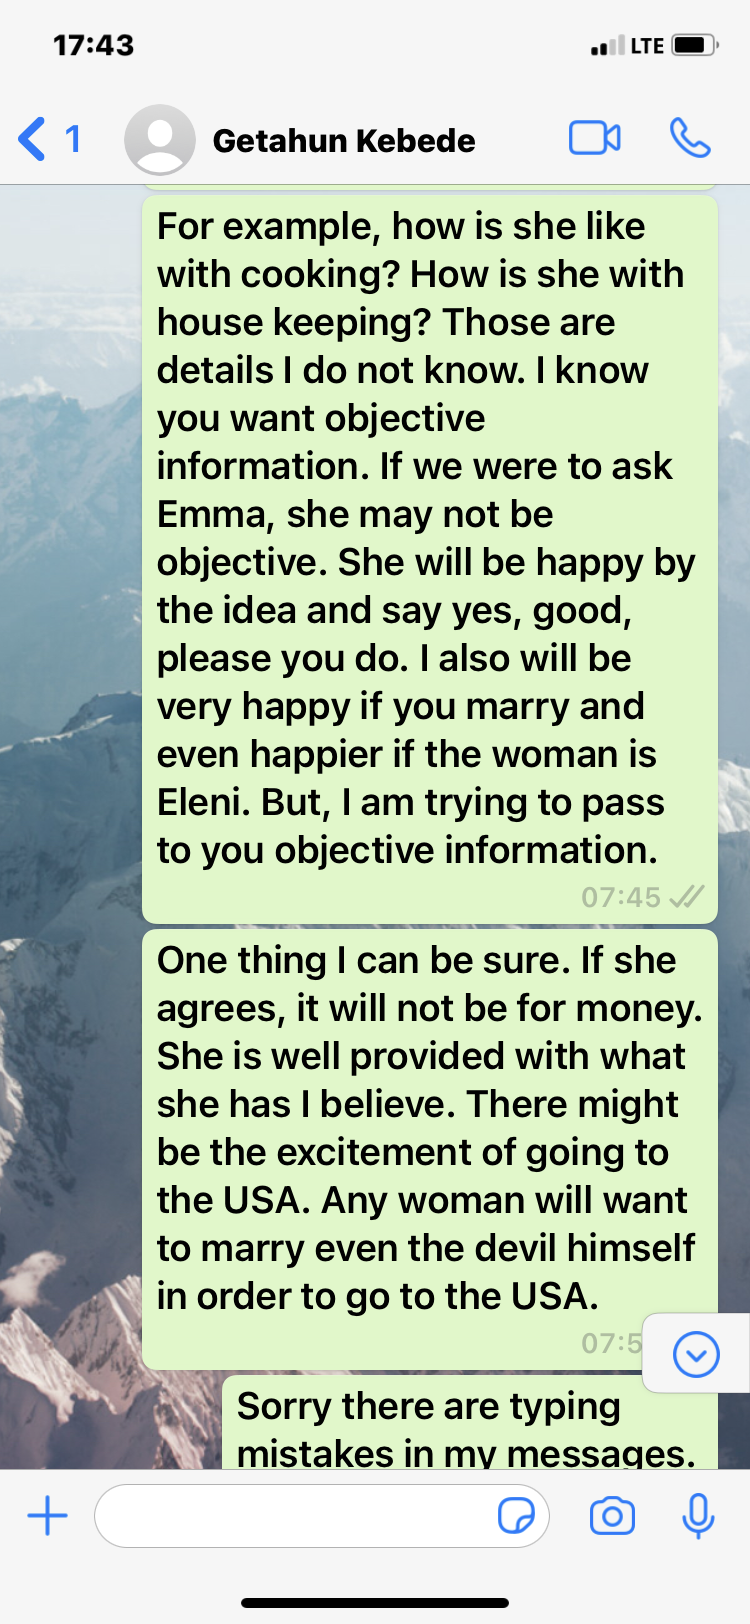 17:43
LTE
1
Getahun Kebede
For example, how is she like
with cooking? How is she with
house keeping? Those are
details I do not know. I know
you want objective
information. If we were to ask
Emma, she may not be
objective. She will be happy by
the idea and say yes, good,
please you do. I also will be
very happy if you marry and
even happier if the woman is
Eleni. But, I am trying to pass
to you objective information.
07:45
One thing I can be sure. If she
agrees, it will not be for money.
She is well provided with what
she has I believe. There might
be the excitement of going to
the USA. Any woman will want
to marry even the devil himself
in order to go to the USA.
07:5
Sorry there are typing
mistakes in my messages.